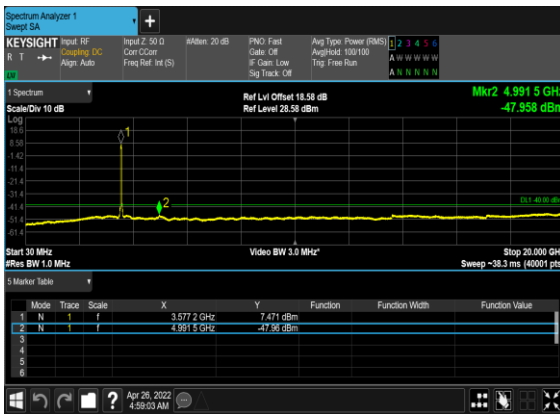 Spectrum Analyzer 1
Swept SA
KEYSIGHT Input: RF Input Z: 50 Ω #Atten: 20 dB PNO: Fast Avg Type: Power (RMS) 1 2 3 4 5 6
R T Coupling: DC Corr CCorr Gate: Off Avg|Hold: 100/100 A W W W W W
Align: Auto Freq Ref: Int (S) IF Gain: Low Trig: Free Run
Sig Track: Off A N N N N N
1 Spectrum Ref Lvl Offset 18.58 dB Mkr2 4.991 5 GHz
Scale/Div 10 dB Ref Level 28.58 dBm -47.958 dBm
Log
18.6
8.58
-1.42
-11.4
-21.4
-31.4
-41.4
-51.4
-61.4
1
2
DL1 -40.00 dBm
Start 30 MHz Video BW 3.0 MHz* Stop 20.000 GHz
#Res BW 1.0 MHz Sweep ~38.3 ms (40001 pts)
5 Marker Table
Mode Trace Scale X Y Function Function Width Function Value
1 N 1 f 3.577 2 GHz 7.471 dBm
2 N 1 f 4.991 5 GHz -47.96 dBm
3
4
5
6
Apr 26, 2022
4:59:03 AM